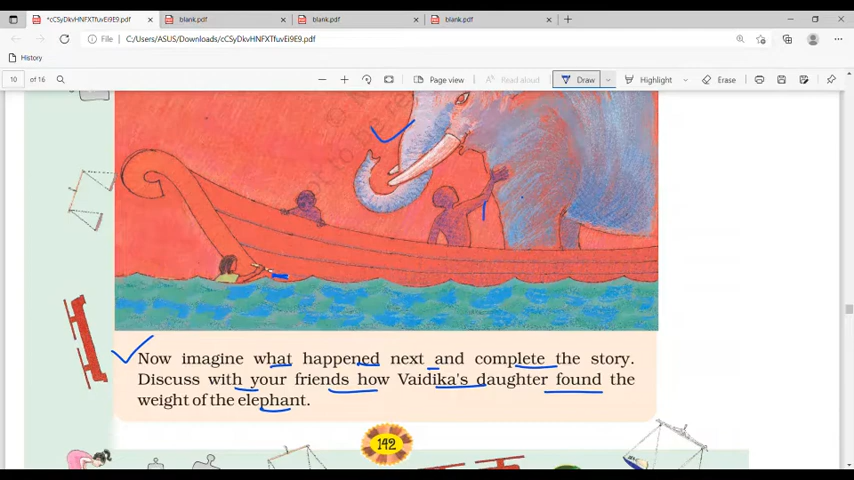 *cCSyDkvHNFXTfuvEi9E9.pdf
blank.pdf
blank.pdf
blank.pdf
File
C:/Users/ASUS/Downloads/cCSyDkvHNFXTfuvEi9E9.pdf
History
10 of 16
Page view
Read aloud
Draw
Highlight
Erase
Now imagine what happened next and complete the story.
Discuss with your friends how Vaidika's daughter found the
weight of the elephant.
142